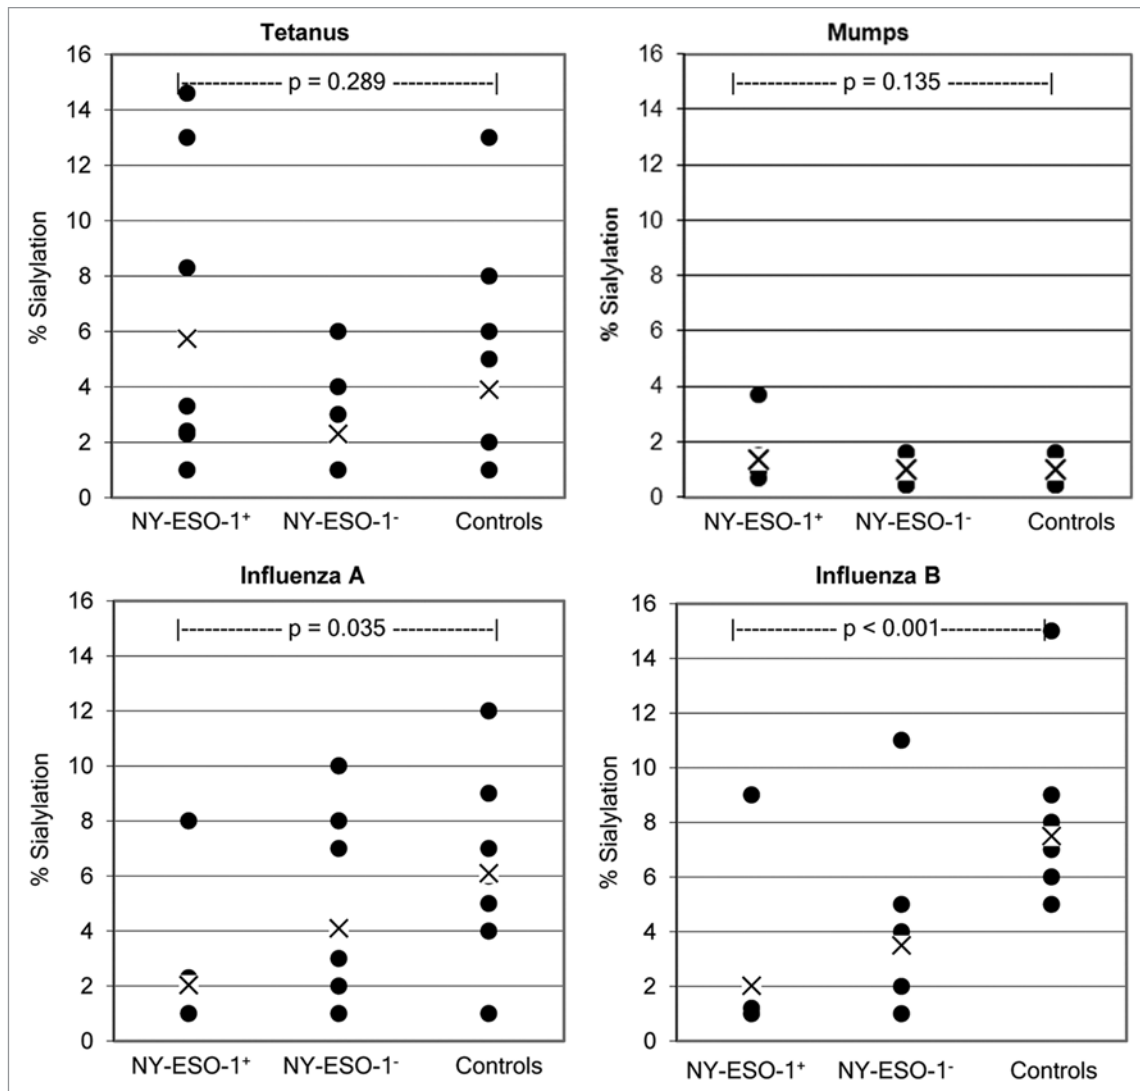 Tetanus
16
14
12
10
8
6
4
2
0
% Sialylation
|------------- p = 0.289 -------------|
NY-ESO-1⁺ NY-ESO-1⁻ Controls
Mumps
16
14
12
10
8
6
4
2
0
% Sialylation
|------------- p = 0.135 -------------|
NY-ESO-1⁺ NY-ESO-1⁻ Controls
Influenza A
16
14
12
10
8
6
4
2
0
% Sialylation
|------------- p = 0.035 -------------|
NY-ESO-1⁺ NY-ESO-1⁻ Controls
Influenza B
16
14
12
10
8
6
4
2
0
% Sialylation
|------------- p < 0.001-------------|
NY-ESO-1⁺ NY-ESO-1⁻ Controls